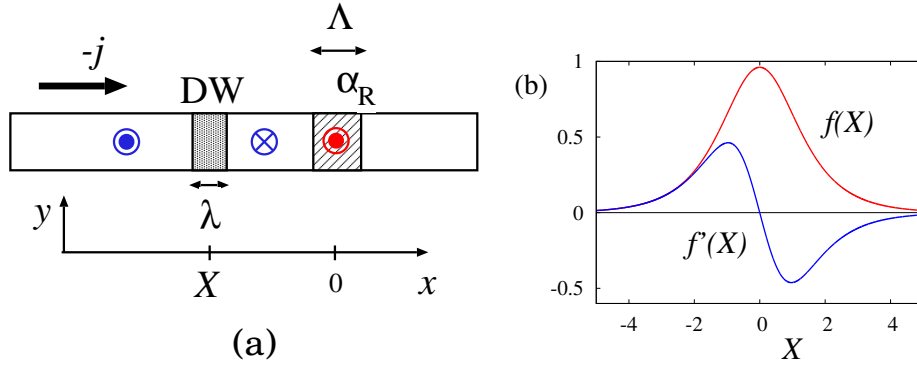 Λ
-j
α_R
DW
λ
y
X
0
x
(a)
(b)
1
0.5
0
-0.5
f(X)
f'(X)
-4
-2
0
2
4
X